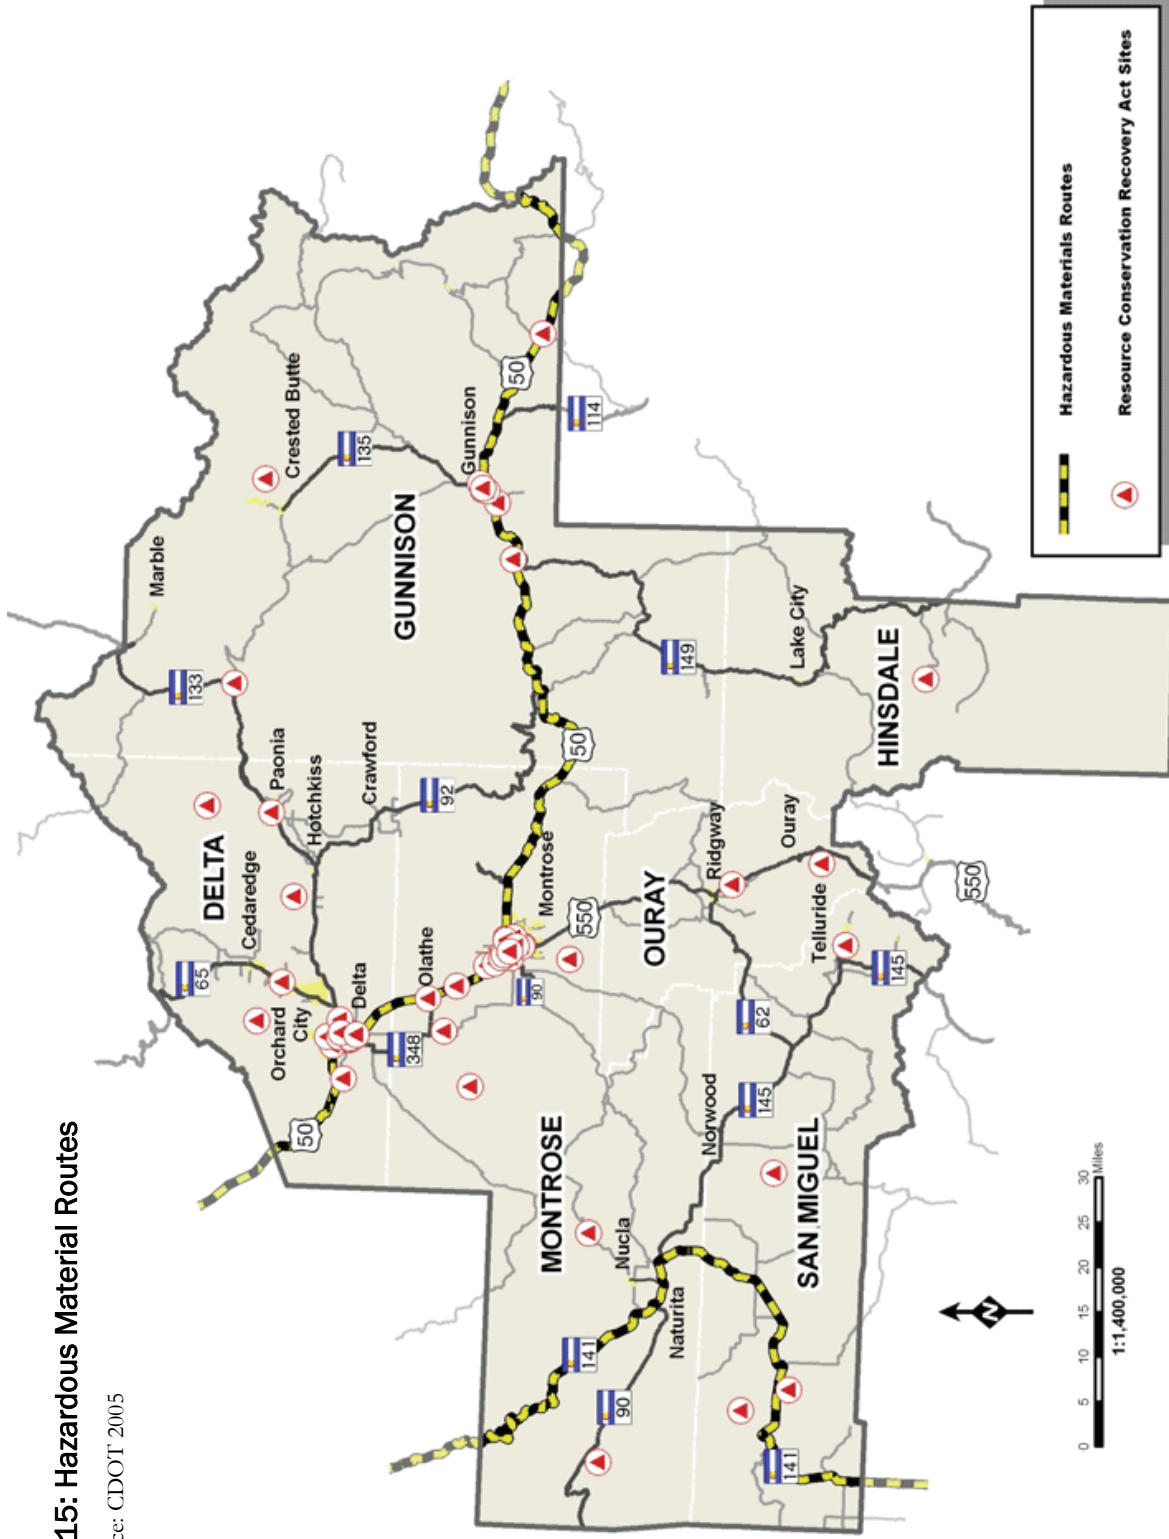 15: Hazardous Material Routes
ce: CDOT 2005
Marble
133
Crested Butte
135
GUNNISON
Gunnison
50
114
DELTA
Paonia
Hotchkiss
Crawford
92
50
65
Cedaredge
Orchard
City
Delta
Olathe
348
50
Montrose
90
550
149
Lake City
HINSDALE
OURAY
Ridgway
Ouray
550
Telluride
145
62
145
Norwood
MONTROSE
SAN MIGUEL
Nucla
Naturita
141
90
141
N
0 5 10 15 20 25 30
Miles
1:1,400,000
Hazardous Materials Routes
Resource Conservation Recovery Act Sites